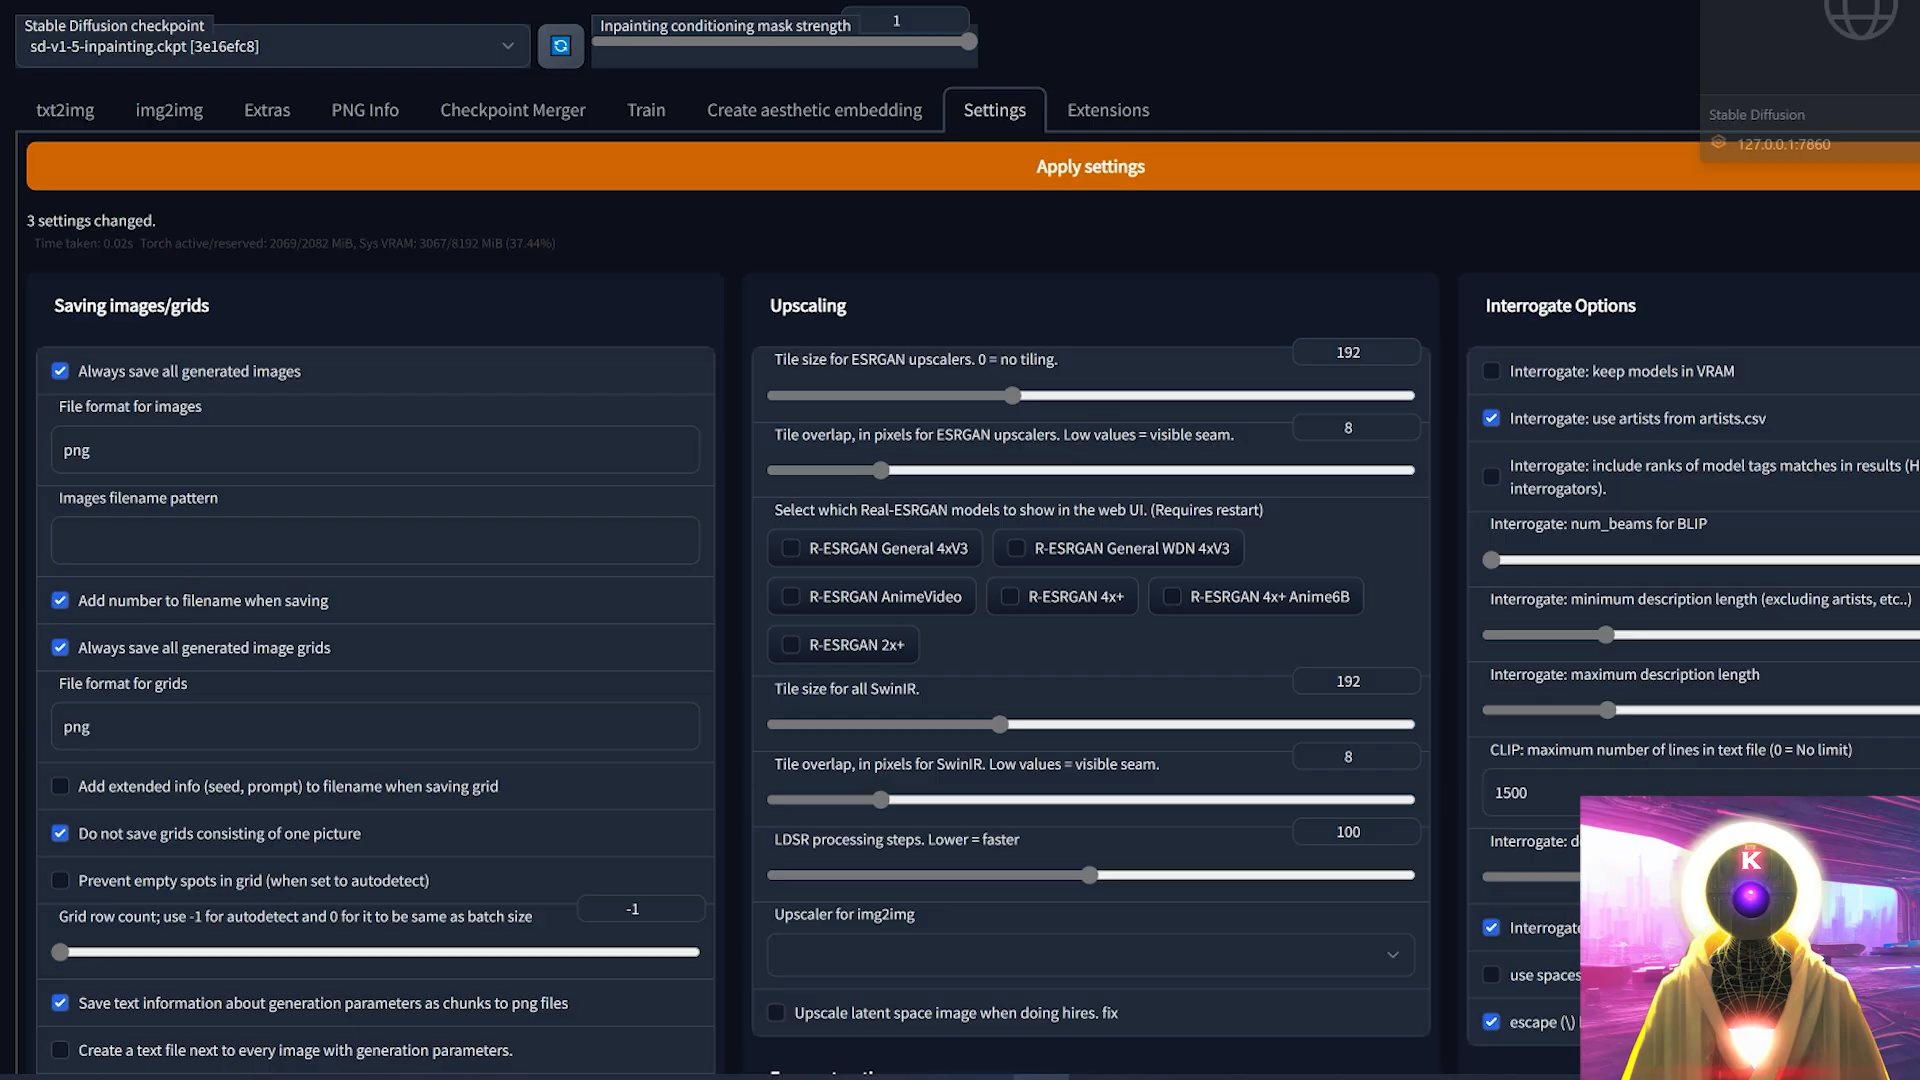 Stable Diffusion checkpoint
sd-v1-5-inpainting.ckpt [3e16efc8]
Inpainting conditioning mask strength
1
txt2img
img2img
Extras
PNG Info
Checkpoint Merger
Train
Create aesthetic embedding
Settings
Extensions
Stable Diffusion
127.0.0.1:7860
Apply settings
3 settings changed.
Time taken: 0.02s Torch active/reserved: 2069/2082 MiB, Sys VRAM: 3067/8192 MiB (37.44%)
Saving images/grids
Always save all generated images
File format for images
png
Images filename pattern
Add number to filename when saving
Always save all generated image grids
File format for grids
png
Add extended info (seed, prompt) to filename when saving grid
Do not save grids consisting of one picture
Prevent empty spots in grid (when set to autodetect)
Grid row count; use -1 for autodetect and 0 for it to be same as batch size
-1
Save text information about generation parameters as chunks to png files
Create a text file next to every image with generation parameters.
Upscaling
Tile size for ESRGAN upscalers. 0 = no tiling.
192
Tile overlap, in pixels for ESRGAN upscalers. Low values = visible seam.
8
Select which Real-ESRGAN models to show in the web UI. (Requires restart)
R-ESRGAN General 4xV3
R-ESRGAN General WDN 4xV3
R-ESRGAN AnimeVideo
R-ESRGAN 4x+
R-ESRGAN 4x+ Anime6B
R-ESRGAN 2x+
Tile size for all SwinIR.
192
Tile overlap, in pixels for SwinIR. Low values = visible seam.
8
LDSR processing steps. Lower = faster
100
Upscaler for img2img
Upscale latent space image when doing hires. fix
Interrogate Options
Interrogate: keep models in VRAM
Interrogate: use artists from artists.csv
Interrogate: include ranks of model tags matches in results (H
interrogators).
Interrogate: num_beams for BLIP
Interrogate: minimum description length (excluding artists, etc..)
Interrogate: maximum description length
CLIP: maximum number of lines in text file (0 = No limit)
1500
Interrogate: d
Interrogate
use spaces
escape (\)
K